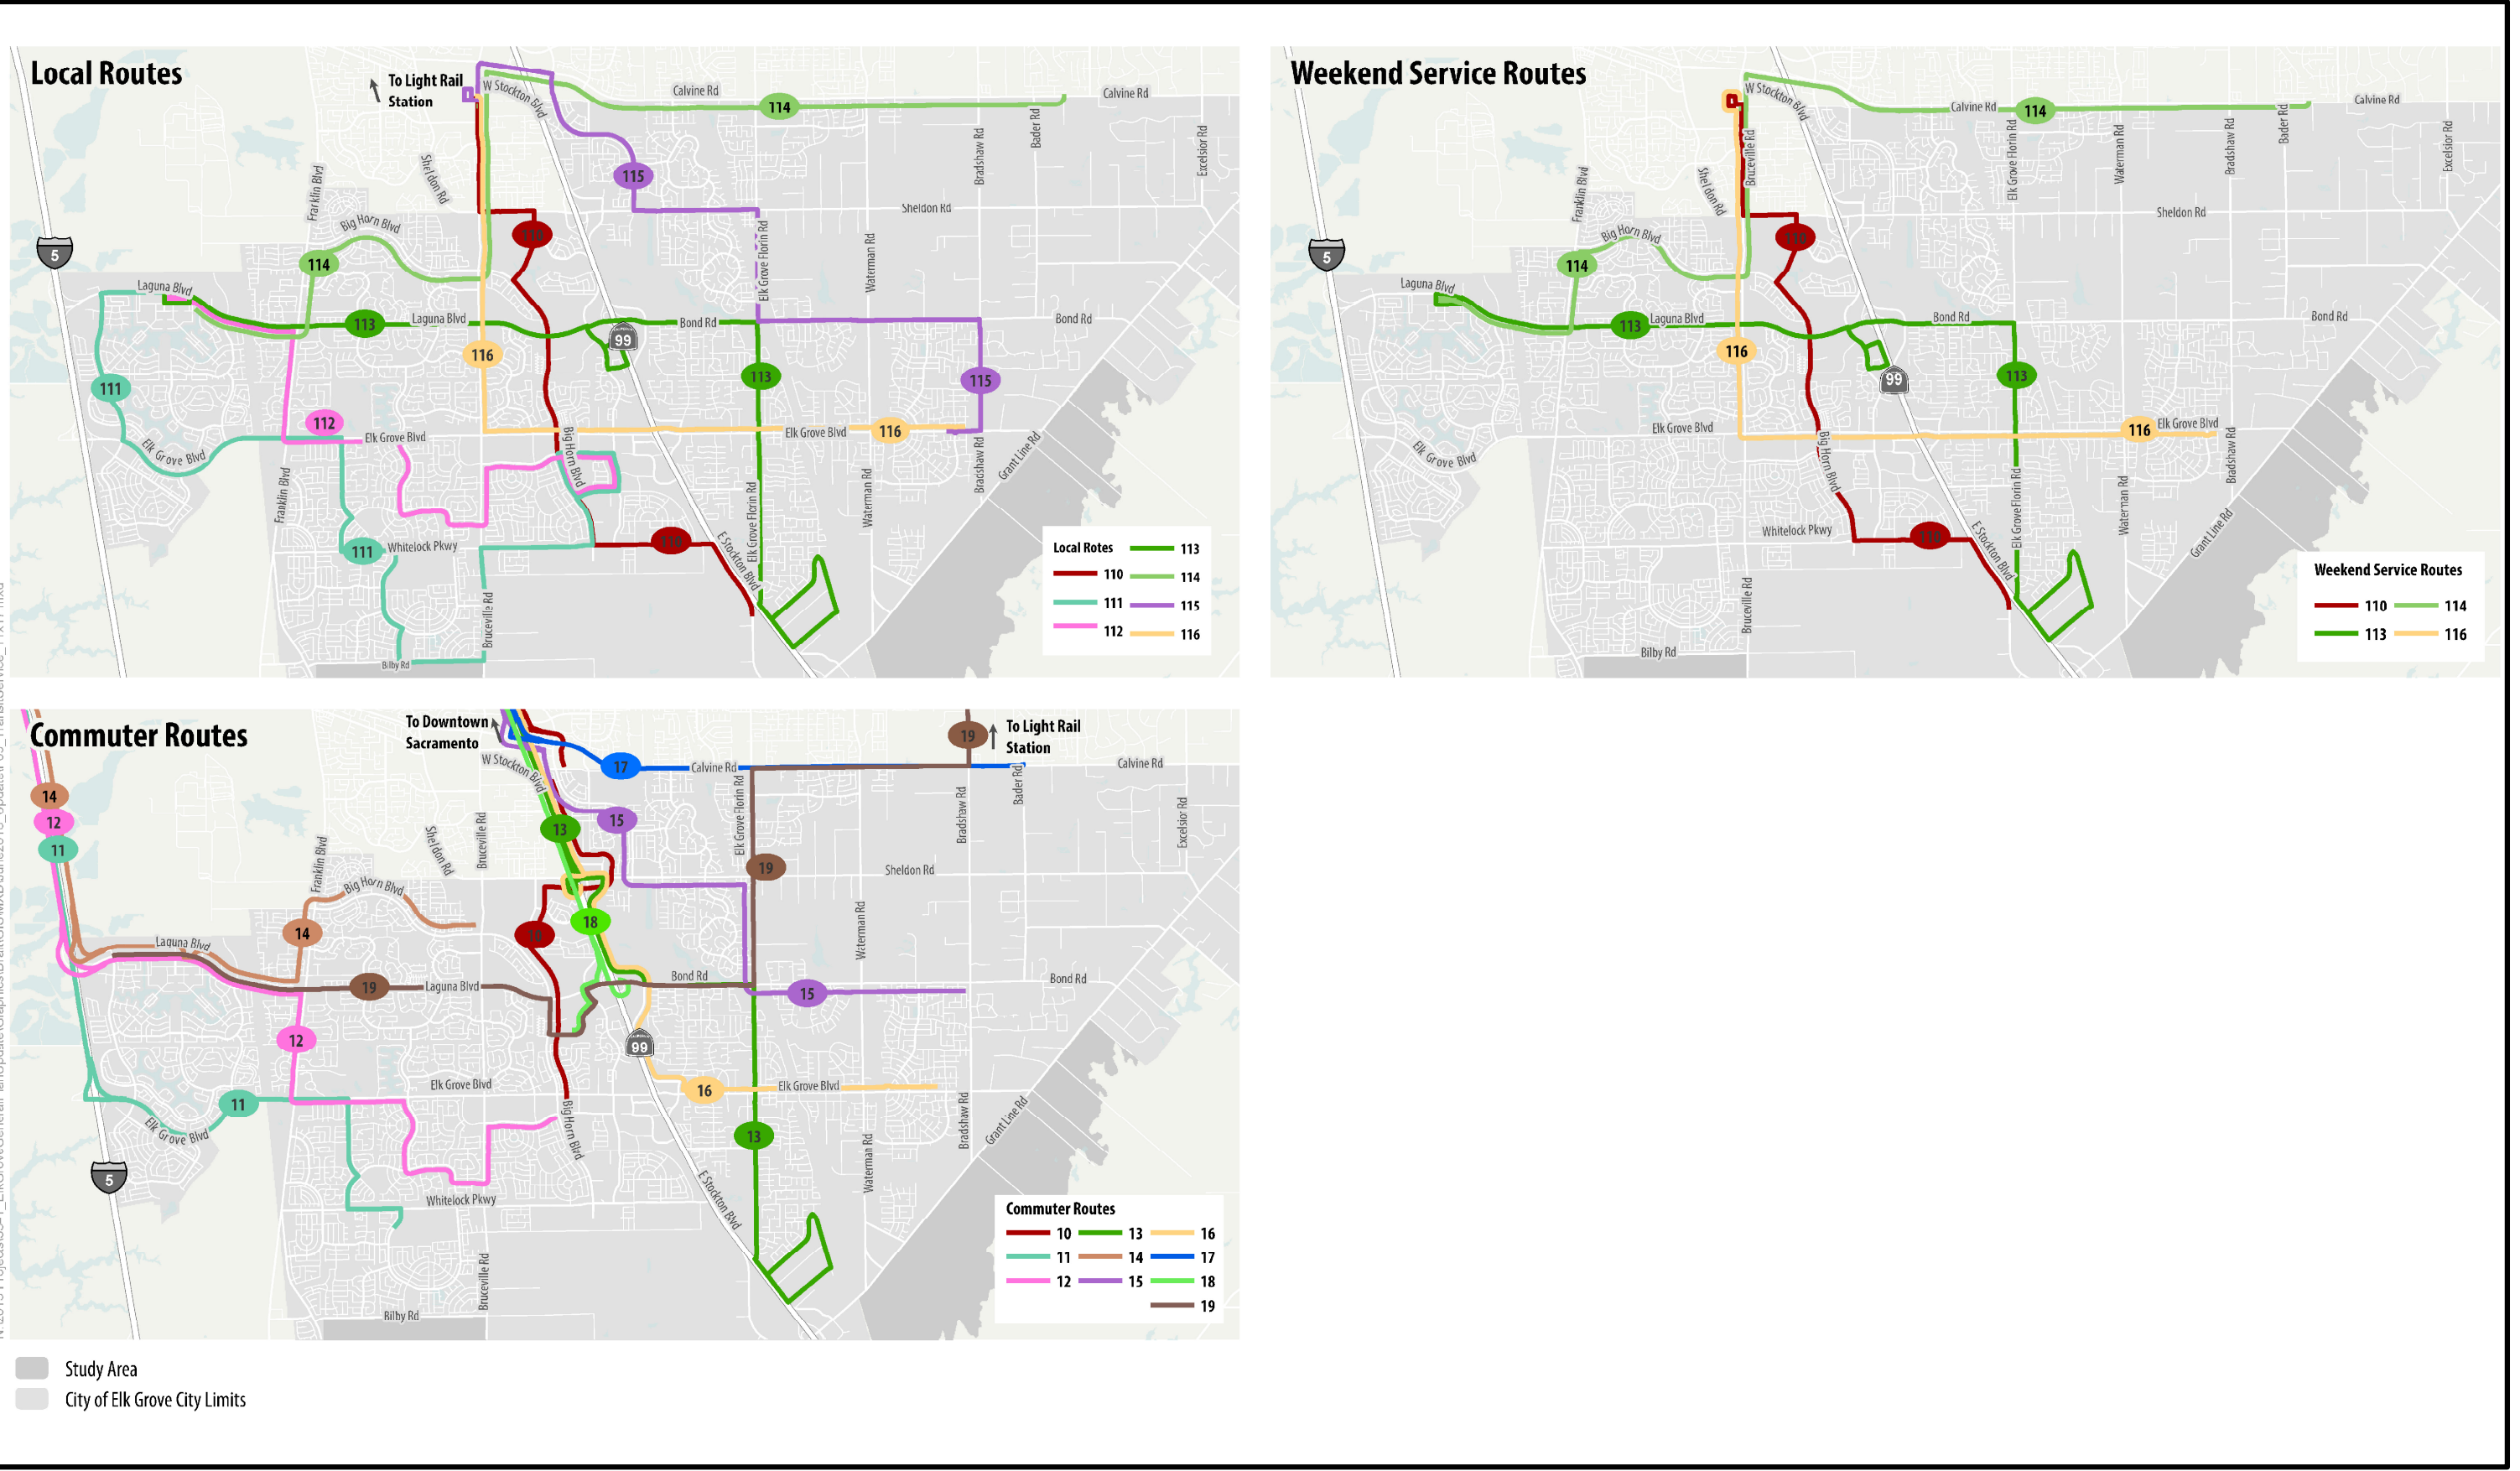 Local Routes
To Light Rail
Station
W Stockton Blvd
Calvine Rd
114
Calvine Rd
Bader Rd
Bradshaw Rd
Excelsior Rd
Sheldon Rd
Franklin Blvd
115
Big Horn Blvd
110
Sheldon Rd
Elk Grove Florin Rd
Waterman Rd
5
114
Laguna Blvd
113
Laguna Blvd
Bond Rd
Bond Rd
99
116
111
113
115
112
Elk Grove Blvd
Elk Grove Blvd
116
Elk Grove Blvd
Big Horn Blvd
Bradshaw Rd
Grant Line Rd
Franklin Blvd
Elk Grove Florin Rd
Waterman Rd
111
Whitelock Pkwy
110
E Stockton Blvd
Bruceville Rd
Bilby Rd
Local Rotes
110
111
112
113
114
115
116
Weekend Service Routes
W Stockton Blvd
Calvine Rd
114
Calvine Rd
Bader Rd
Bruceville Rd
Elk Grove Florin Rd
Waterman Rd
Bradshaw Rd
Excelsior Rd
Franklin Blvd
Sheldon Rd
Sheldon Rd
Big Horn Blvd
110
5
114
Laguna Blvd
113
Laguna Blvd
Bond Rd
Bond Rd
116
99
113
Elk Grove Blvd
116
Elk Grove Blvd
Elk Grove Blvd
Big Horn Blvd
Bradshaw Rd
Elk Grove Florin Rd
Waterman Rd
Grant Line Rd
Whitelock Pkwy
110
E Stockton Blvd
Bruceville Rd
Bilby Rd
Weekend Service Routes
110
113
114
116
Commuter Routes
To Downtown
Sacramento
19
To Light Rail
Station
W Stockton Blvd
17
Calvine Rd
Calvine Rd
Bader Rd
14
12
11
13
15
Elk Grove Florin Rd
Bradshaw Rd
Excelsior Rd
Franklin Blvd
Sheldon Rd
Bruceville Rd
19
Sheldon Rd
Big Horn Blvd
14
10
18
Waterman Rd
Laguna Blvd
19
Laguna Blvd
Bond Rd
15
Bond Rd
12
99
11
Elk Grove Blvd
16
Elk Grove Blvd
Elk Grove Blvd
Big Horn Blvd
13
Bradshaw Rd
Grant Line Rd
Waterman Rd
5
Whitelock Pkwy
E Stockton Blvd
Bruceville Rd
Bilby Rd
Commuter Routes
10
11
12
13
14
15
16
17
18
19
Study Area
City of Elk Grove City Limits